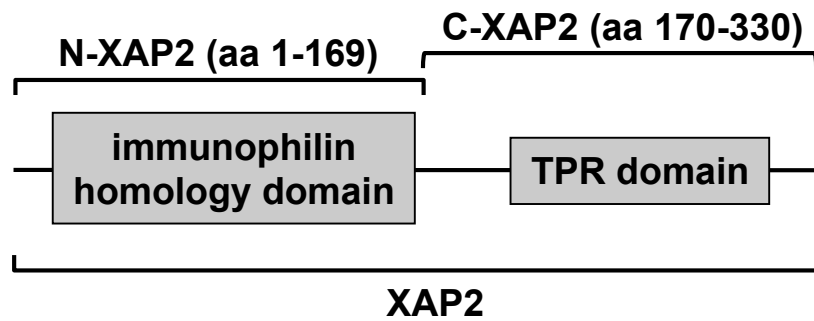 C-XAP2 (aa 170-330)
N-XAP2 (aa 1-169)
immunophilin
homology domain
TPR domain
XAP2